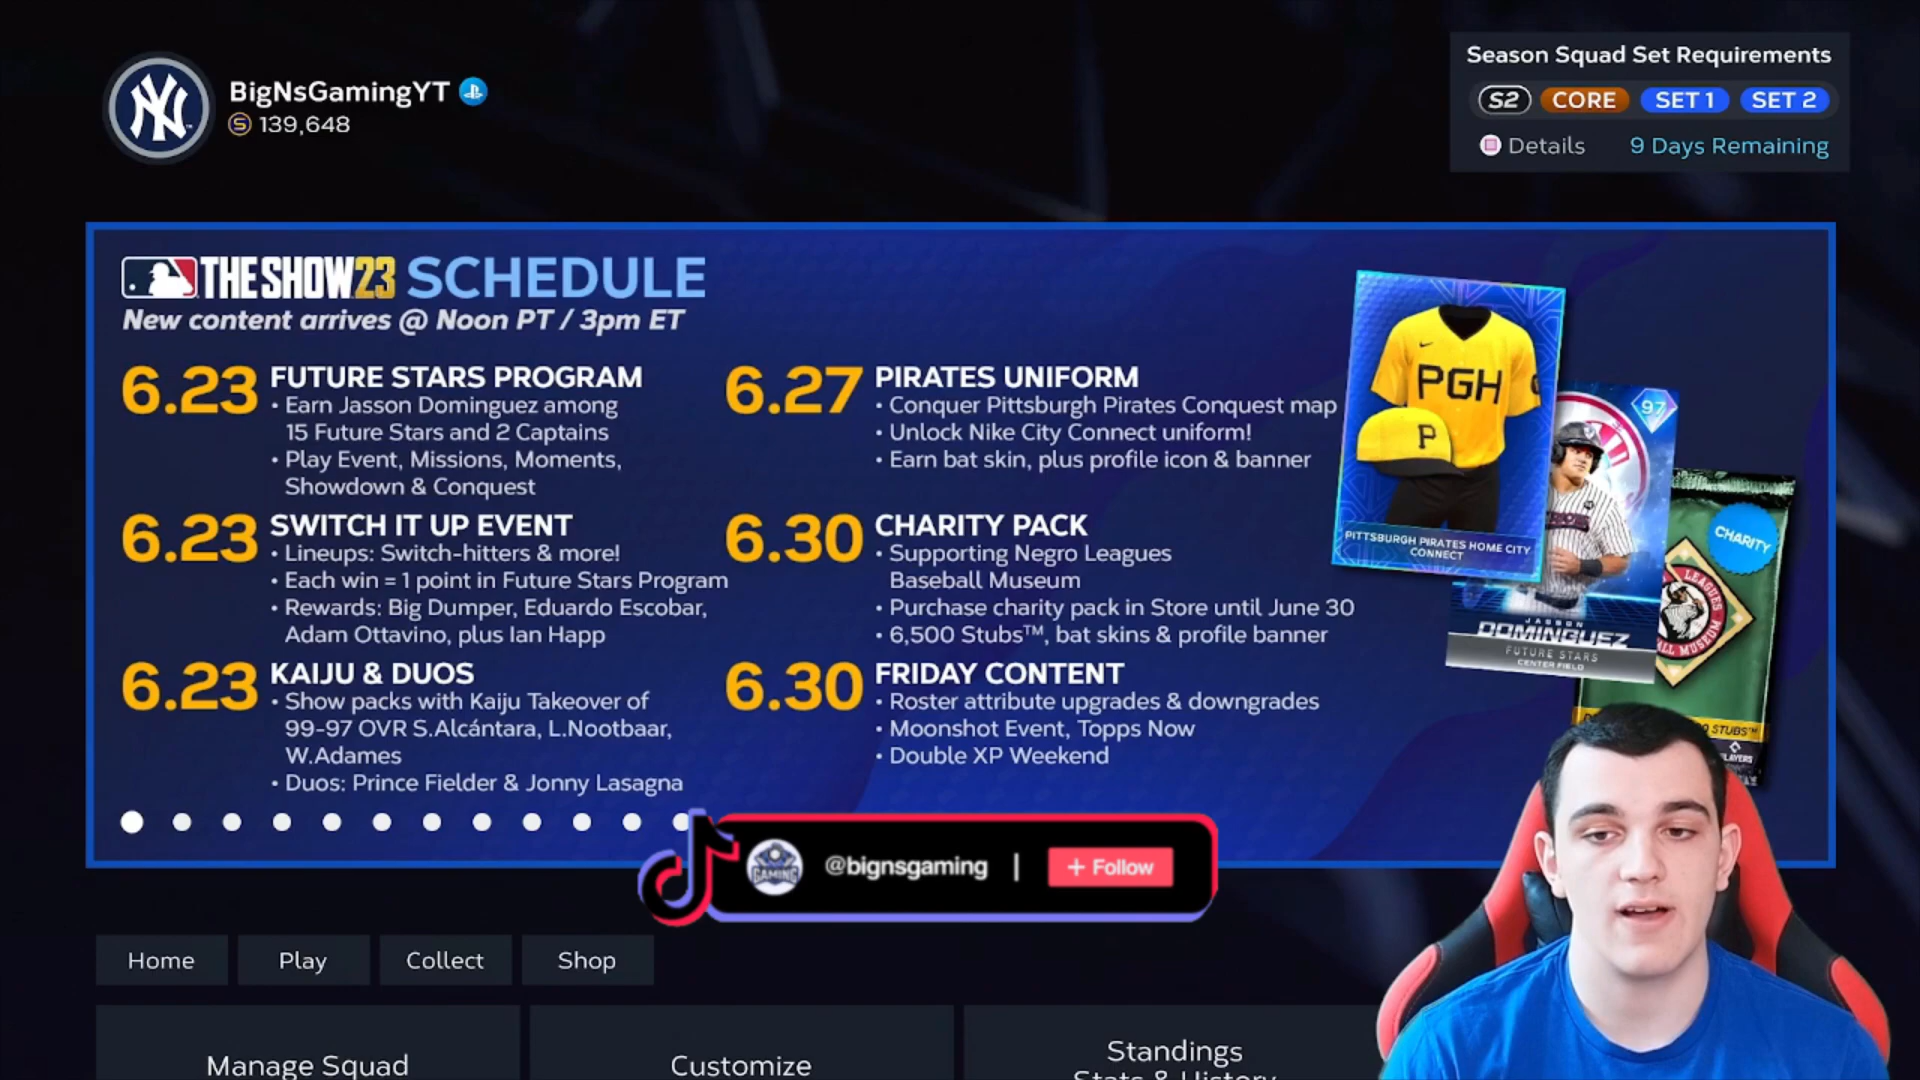 BigNsGamingYT
139,648
Season Squad Set Requirements
S2 CORE SET 1 SET 2
Details 9 Days Remaining
THE SHOW 23 SCHEDULE
New content arrives @ Noon PT / 3pm ET
6.23 FUTURE STARS PROGRAM
• Earn Jasson Dominguez among
15 Future Stars and 2 Captains
• Play Event, Missions, Moments,
Showdown & Conquest
6.23 SWITCH IT UP EVENT
• Lineups: Switch-hitters & more!
• Each win = 1 point in Future Stars Program
• Rewards: Big Dumper, Eduardo Escobar,
Adam Ottavino, plus Ian Happ
6.23 KAIJU & DUOS
• Show packs with Kaiju Takeover of
99-97 OVR S.Alcántara, L.Nootbaar,
W.Adames
• Duos: Prince Fielder & Jonny Lasagna
6.27 PIRATES UNIFORM
• Conquer Pittsburgh Pirates Conquest map
• Unlock Nike City Connect uniform!
• Earn bat skin, plus profile icon & banner
6.30 CHARITY PACK
• Supporting Negro Leagues
Baseball Museum
• Purchase charity pack in Store until June 30
• 6,500 Stubs™, bat skins & profile banner
6.30 FRIDAY CONTENT
• Roster attribute upgrades & downgrades
• Moonshot Event, Topps Now
• Double XP Weekend
PGH
P
PITTSBURGH PIRATES HOME CITY
CONNECT
97
JASSON
DOMINGUEZ
FUTURE STARS
CENTER FIELD
CHARITY
LEAGUES
MUSEUM
STUBS™
GAMING
@bignsgaming | + Follow
Home Play Collect Shop
Manage Squad
Customize
Standings
Stats & History